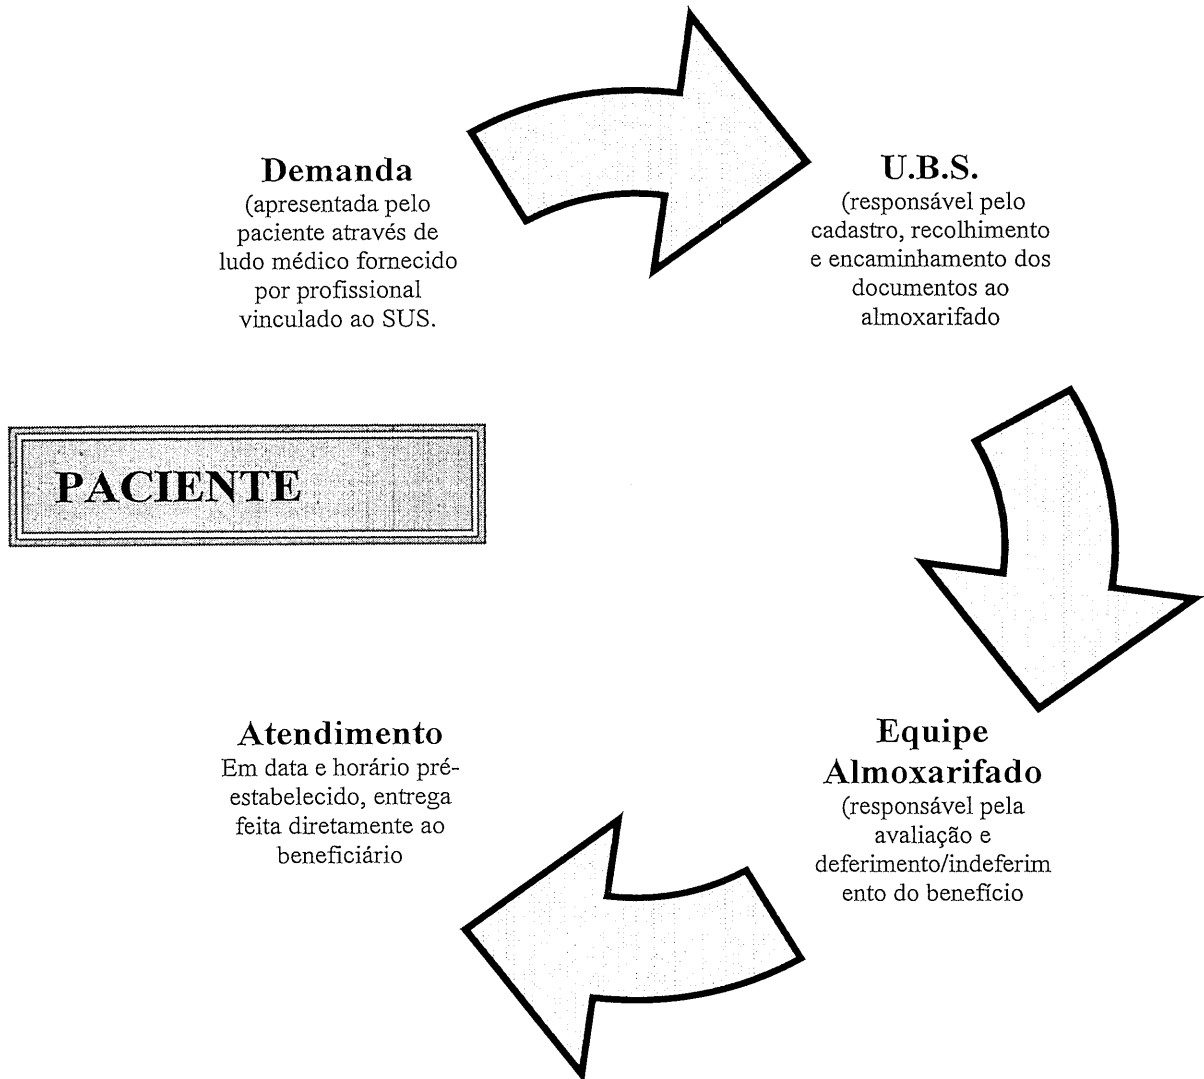 Demanda
(apresentada pelo
paciente através de
ludo médico fornecido
por profissional
vinculado ao SUS.
U.B.S.
(responsável pelo
cadastro, recolhimento
e encaminhamento dos
documentos ao
almoxarifado
PACIENTE
Equipe
Almoxarifado
(responsável pela
avaliação e
deferimento/indeferim
ento do benefício
Atendimento
Em data e horário pré-
estabelecido, entrega
feita diretamente ao
beneficiário